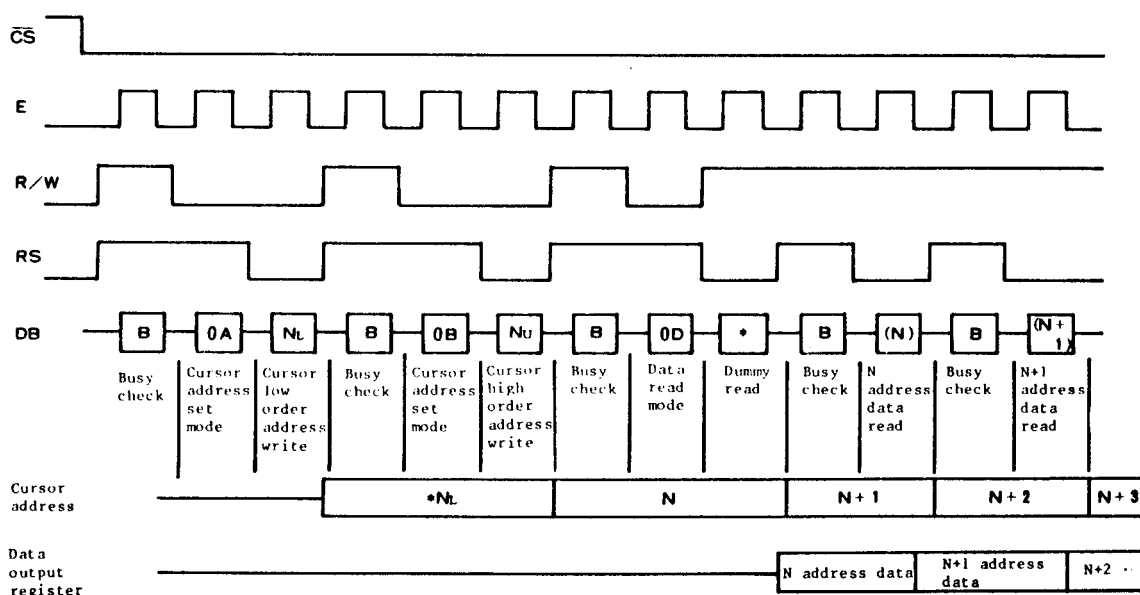 CS
E
R/W
RS
DB
B
0A
NL
B
0B
NU
B
0D
*
B
(N)
B
(N+
1)
Busy
check
Cursor
address
set
mode
Cursor
low
order
address
write
Busy
check
Cursor
address
set
mode
Cursor
high
order
address
write
Busy
check
Data
read
mode
Dummy
read
Busy
check
N
address
data
read
Busy
check
N+1
address
data
read
Cursor
address
*NL
N
N + 1
N + 2
N + 3
Data
output
register
N address data
N+1 address
data
N+2 ··